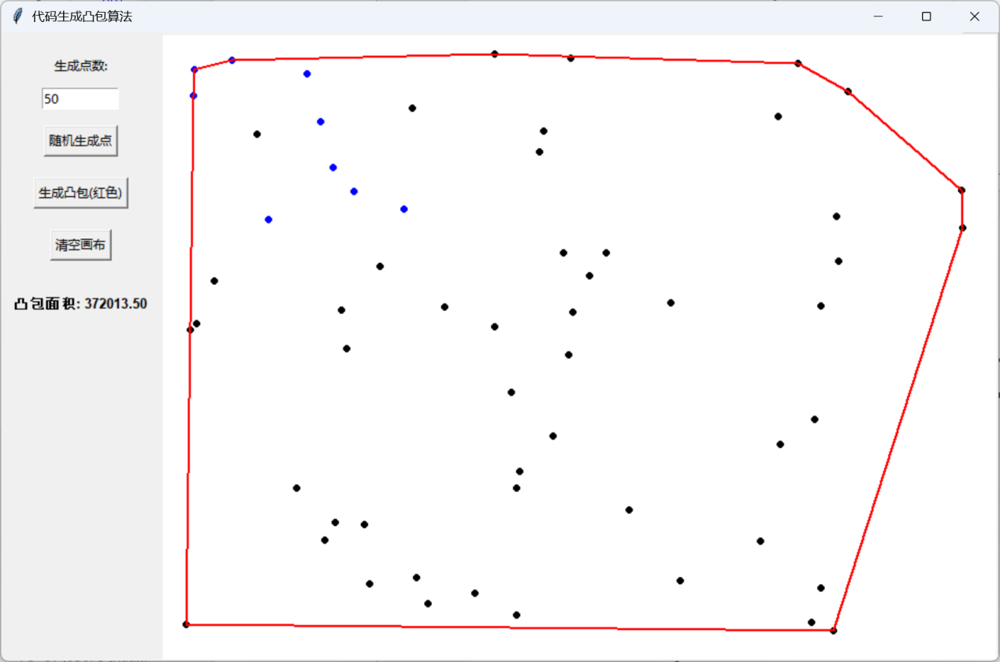 代码生成凸包算法
生成点数:
50
随机生成点
生成凸包(红色)
清空画布
凸包面积: 372013.50